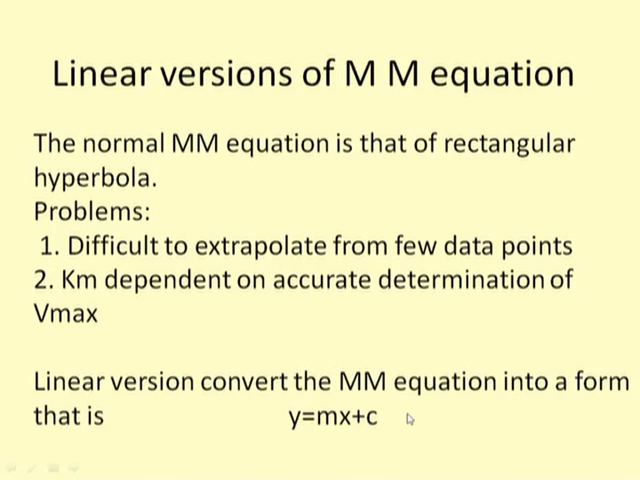 Linear versions of M M equation
The normal MM equation is that of rectangular
hyperbola.
Problems:
1. Difficult to extrapolate from few data points
2. Km dependent on accurate determination of
Vmax
Linear version convert the MM equation into a form
that is y=mx+c